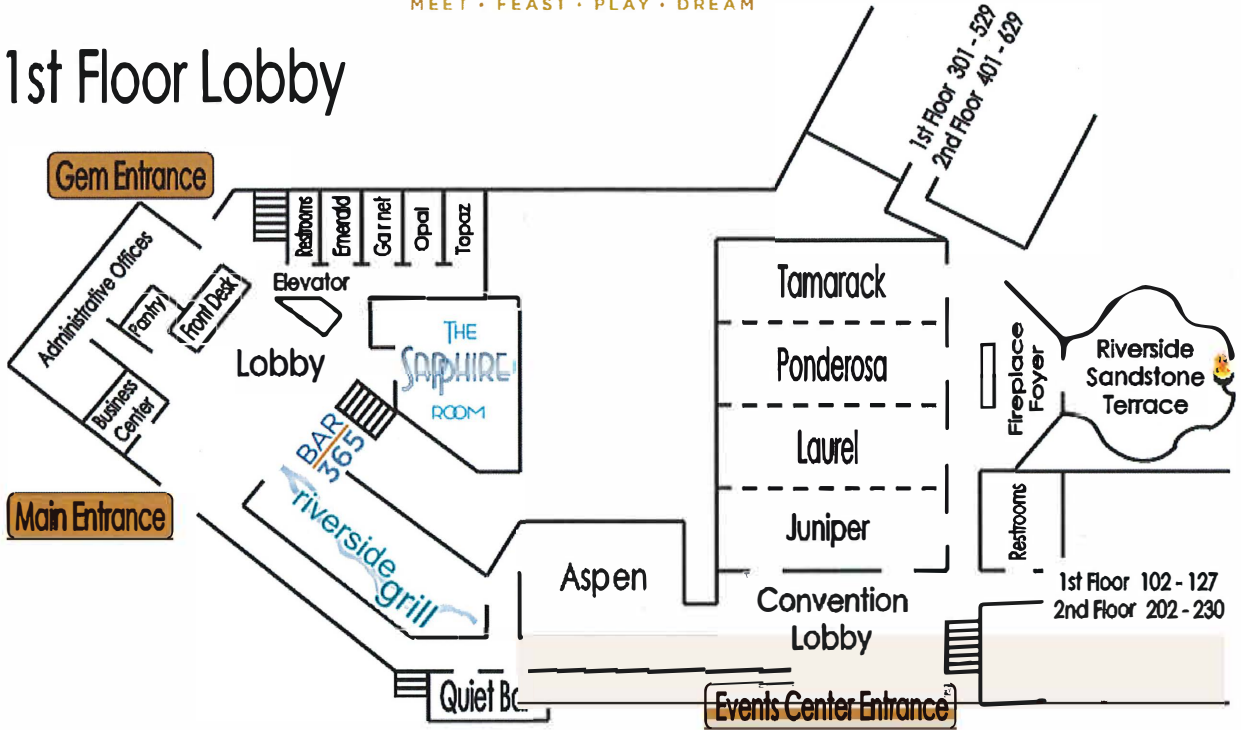 MEET · FEAST · PLAY · DREAM
1st Floor Lobby
1st Floor 301 - 529
2nd Floor 401 - 629
Gem Entrance
Restrooms
Emerald
Garnet
Opal
Topaz
Administrative Offices
Pantry
Front Desk
Elevator
Lobby
Business
Center
THE
SAPPHIRE
ROOM
BAR
365
riverside
grill
Main Entrance
Tamarack
Ponderosa
Laurel
Juniper
Fireplace
Foyer
Riverside
Sandstone
Terrace
Restrooms
Aspen
Convention
Lobby
1st Floor 102 - 127
2nd Floor 202 - 230
Quiet
Events Center Entrance